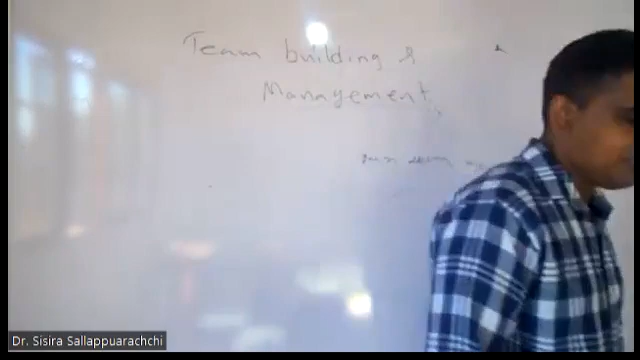 Team building &
Management
Dr. Sisira Sallappuarachchi